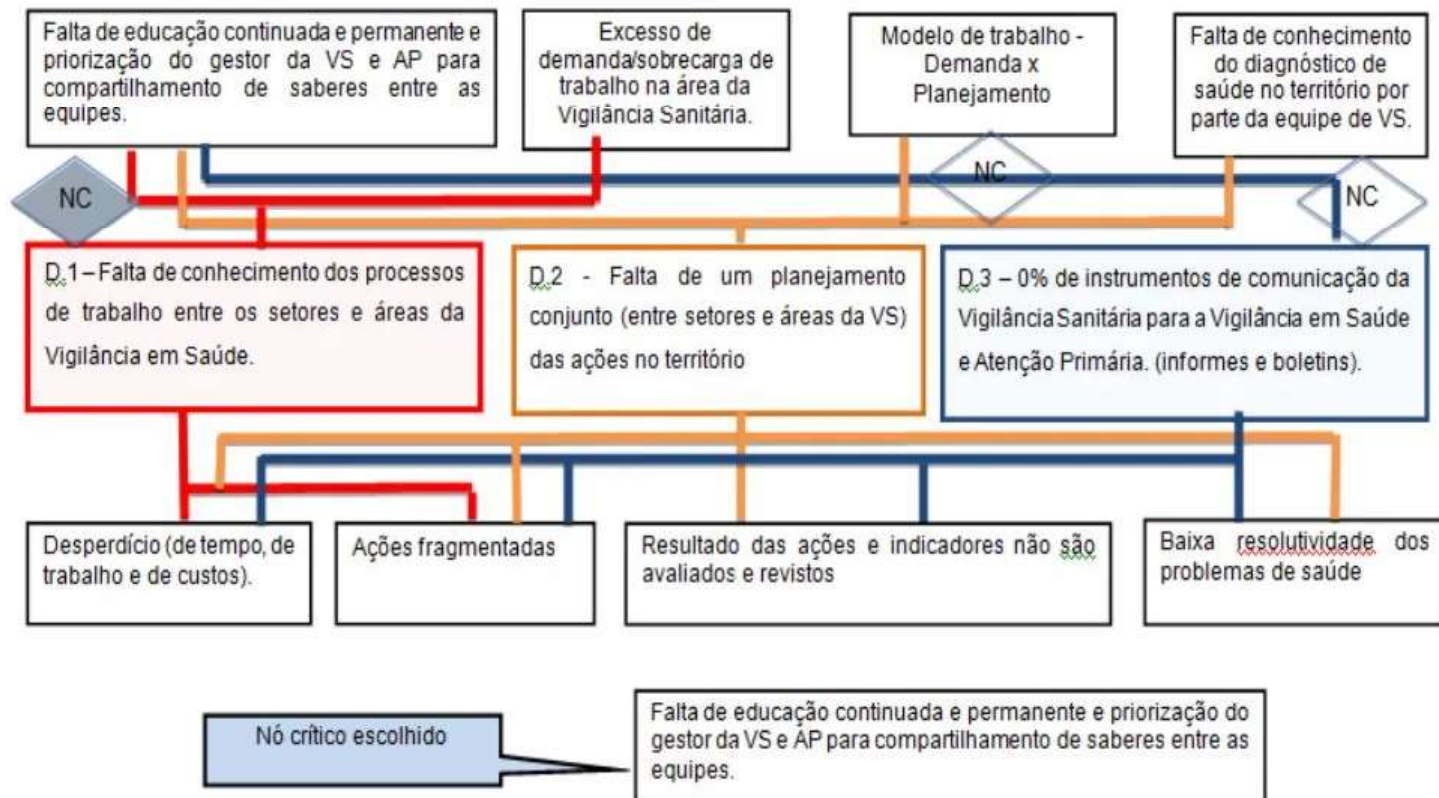 Falta de educação continuada e permanente e
priorização do gestor da VS e AP para
compartilhamento de saberes entre as
equipes.
Excesso de
demanda/sobrecarga de
trabalho na área da
Vigilância Sanitária.
Modelo de trabalho -
Demanda x
Planejamento
Falta de conhecimento
do diagnóstico de
saúde no território por
parte da equipe de VS.
NC
NC
NC
D.1 – Falta de conhecimento dos processos
de trabalho entre os setores e áreas da
Vigilância em Saúde.
D.2 - Falta de um planejamento
conjunto (entre setores e áreas da VS)
das ações no território
D.3 – 0% de instrumentos de comunicação da
Vigilância Sanitária para a Vigilância em Saúde
e Atenção Primária. (informes e boletins).
Desperdício (de tempo, de
trabalho e de custos).
Ações fragmentadas
Resultado das ações e indicadores não são
avaliados e revistos
Baixa resolutividade dos
problemas de saúde
Nó crítico escolhido
Falta de educação continuada e permanente e priorização do
gestor da VS e AP para compartilhamento de saberes entre as
equipes.